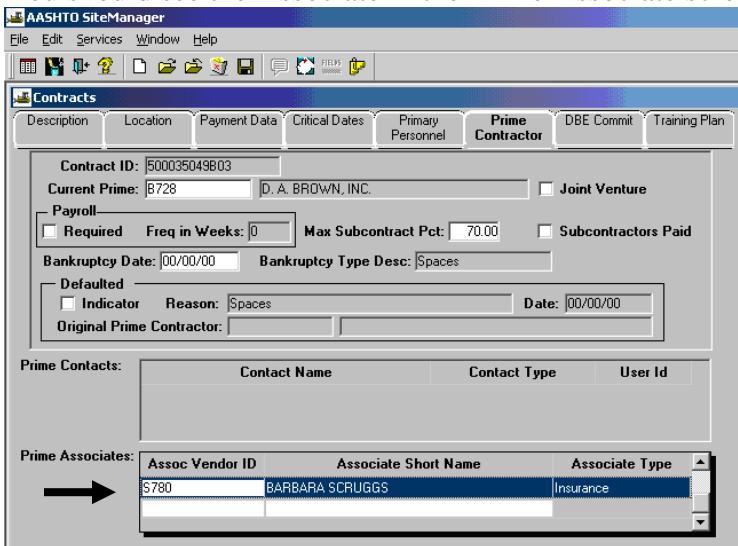 AASHTO SiteManager
File Edit Services Window Help
FIELDS
Contracts
Description Location Payment Data Critical Dates Primary Personnel Prime Contractor DBE Commit Training Plan
Contract ID: 500035049B03
Current Prime: B728 D. A. BROWN, INC. Joint Venture
Payroll
Required Freq in Weeks: 0 Max Subcontract Pct: 70.00 Subcontractors Paid
Bankruptcy Date: 00/00/00 Bankruptcy Type Desc: Spaces
Defaulted
Indicator Reason: Spaces Date: 00/00/00
Original Prime Contractor:
Prime Contacts:
Contact Name Contact Type User Id
Prime Associates:
Assoc Vendor ID Associate Short Name Associate Type
S780 BARBARA SCRUGGS Insurance